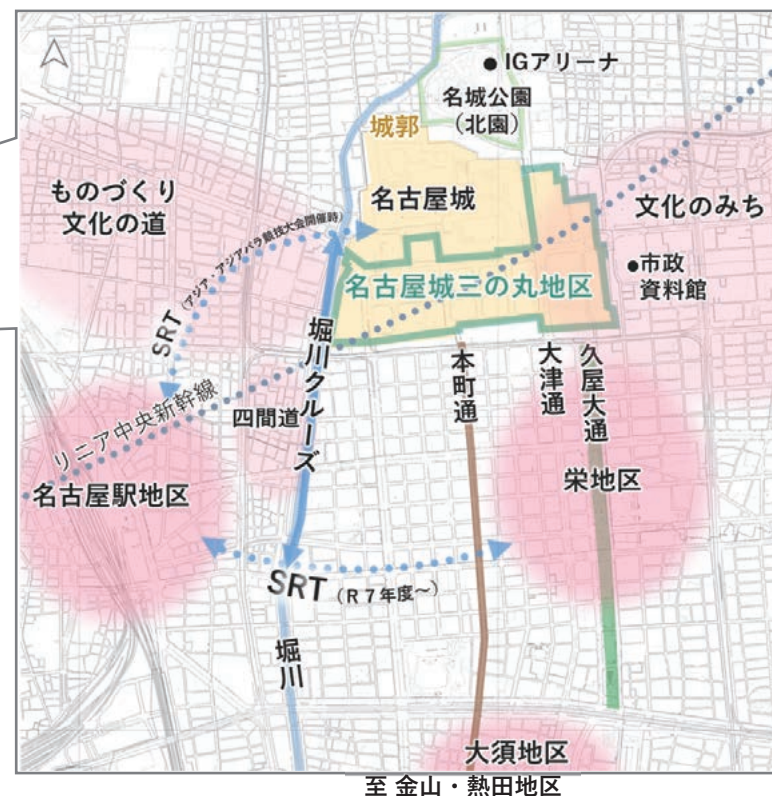 IGアリーナ
名城公園
（北園）
城郭
名古屋城
ものづくり
文化の道
文化のみち
SRT（アジア・アジアパラ競技大会開催時）
市政
資料館
名古屋城三の丸地区
堀川クルーズ
本町通
大津通
久屋大通
リニア中央新幹線
四間道
名古屋駅地区
栄地区
SRT（R７年度～）
堀川
大須地区
至 金山・熱田地区